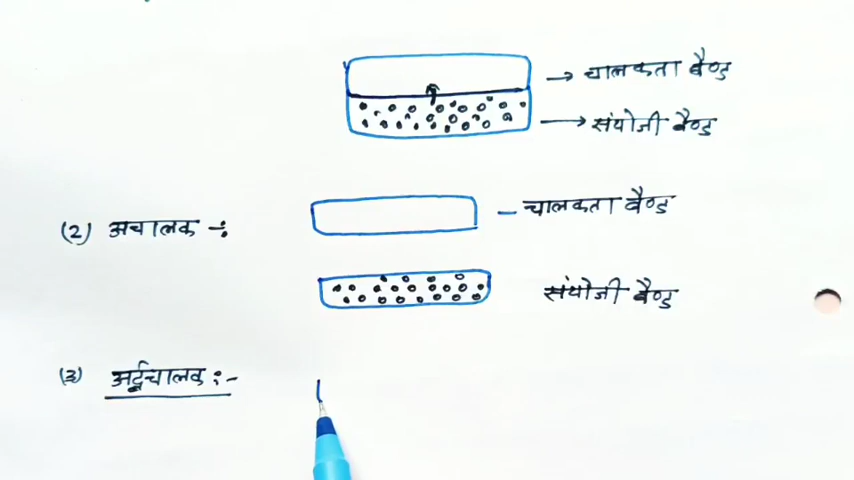 → चालकता बैण्ड
→ संयोजी बैण्ड
(2) अचालक -: - चालकता बैण्ड
संयोजी बैण्ड
(3) अर्द्धचालक :-